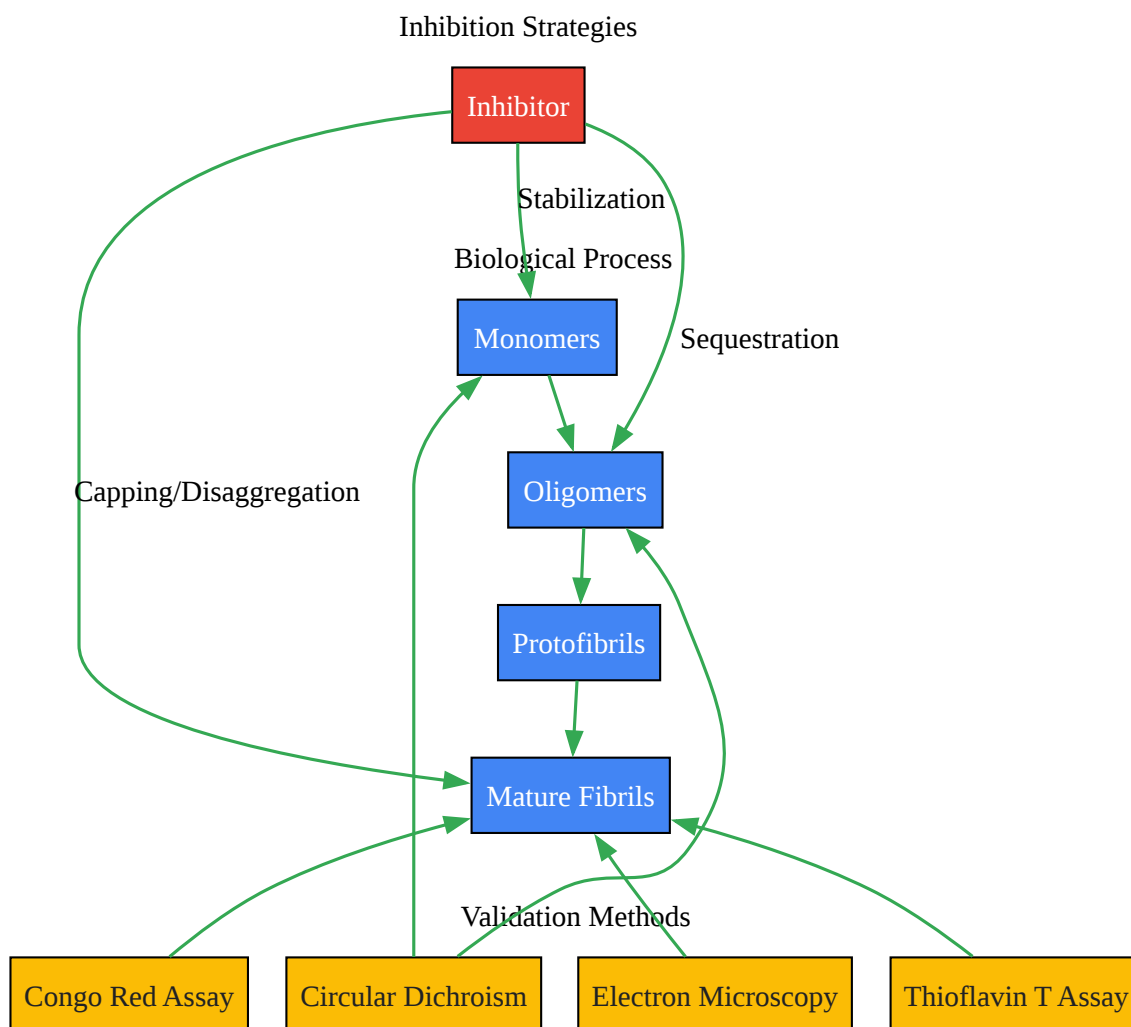 Inhibition Strategies
Inhibitor
Stabilization
Biological Process
Monomers
Sequestration
Capping/Disaggregation
Oligomers
Protofibrils
Mature Fibrils
Validation Methods
Congo Red Assay
Circular Dichroism
Electron Microscopy
Thioflavin T Assay